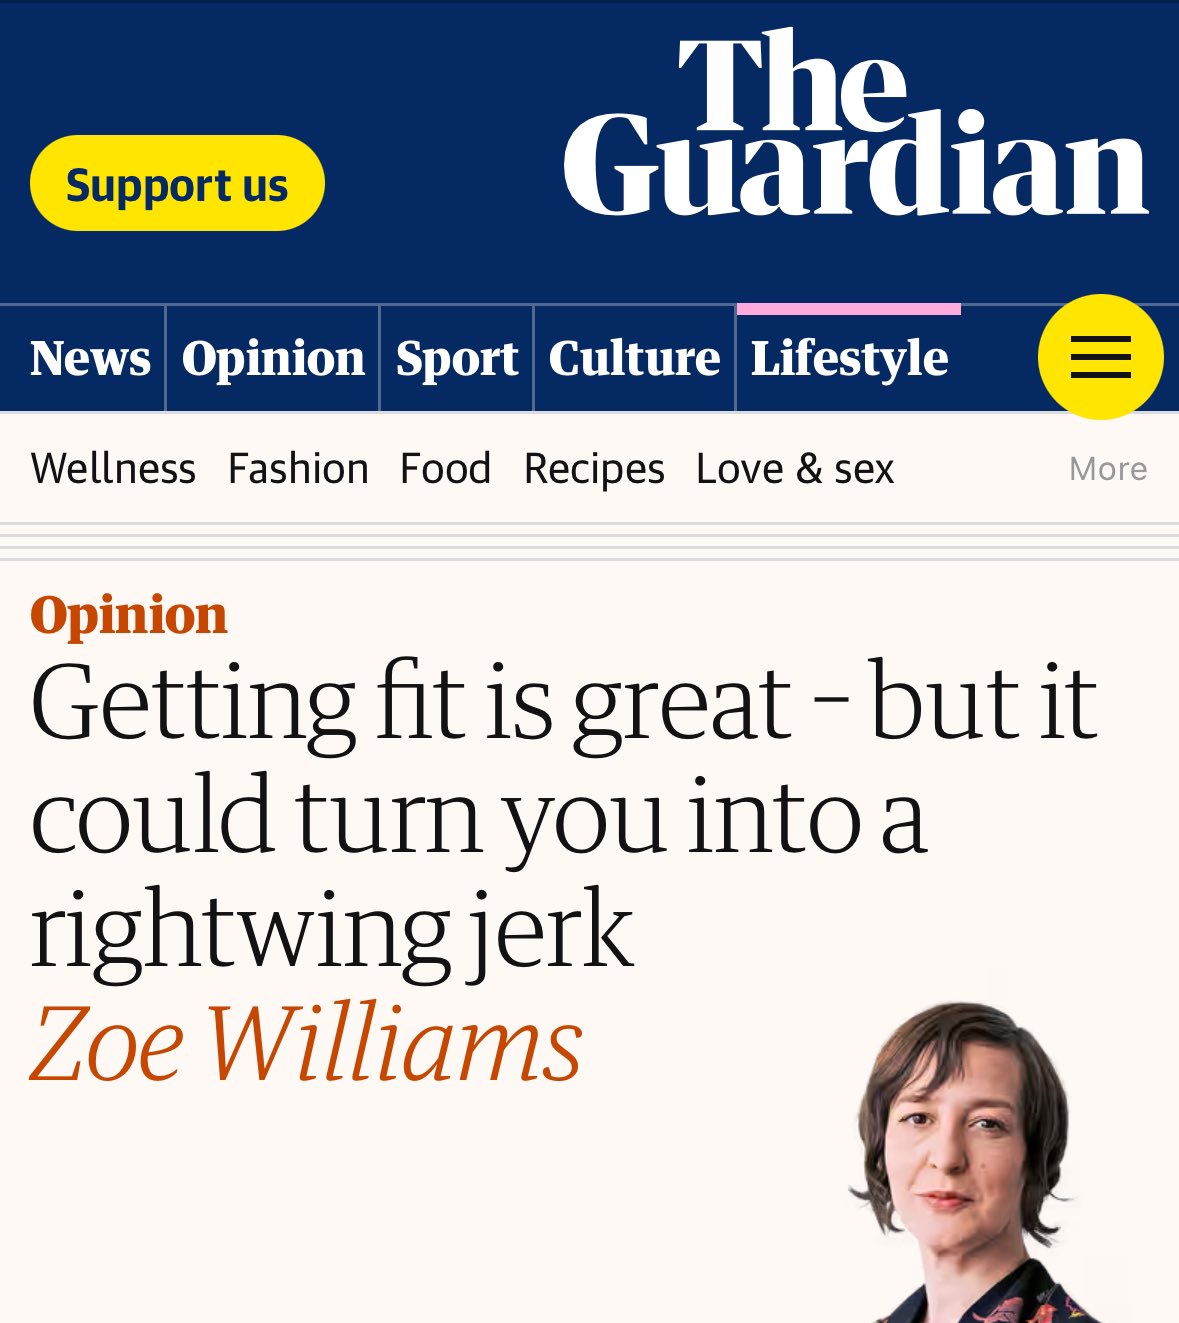 The
Guardian
Support us
News Opinion Sport Culture Lifestyle
Wellness Fashion Food Recipes Love & sex More
Opinion
Getting fit is great – but it
could turn you into a
rightwing jerk
Zoe Williams